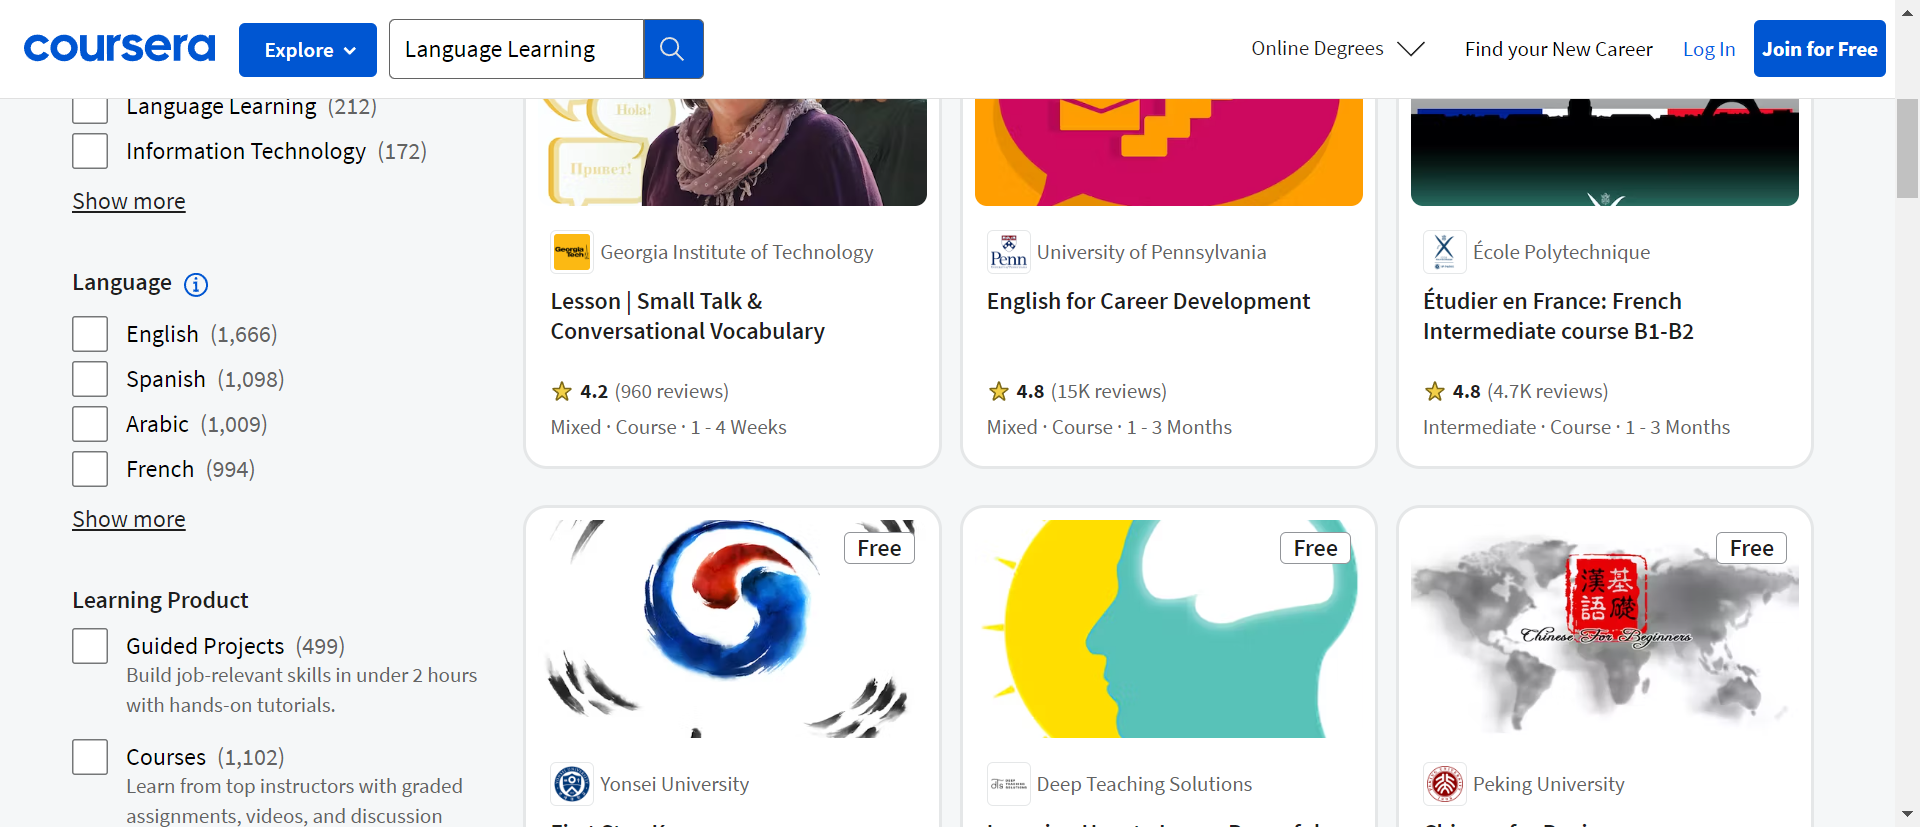 coursera
Explore
Language Learning
Online Degrees
Find your New Career
Log In
Join for Free
Language Learning (212)
Information Technology (172)
Show more
Language
English (1,666)
Spanish (1,098)
Arabic (1,009)
French (994)
Show more
Learning Product
Guided Projects (499)
Build job-relevant skills in under 2 hours
with hands-on tutorials.
Courses (1,102)
Learn from top instructors with graded
assignments, videos, and discussion
Hola!
Привет!
Georgia
Tech
Georgia Institute of Technology
Lesson | Small Talk &
Conversational Vocabulary
4.2 (960 reviews)
Mixed · Course · 1 - 4 Weeks
Penn
University of Pennsylvania
English for Career Development
4.8 (15K reviews)
Mixed · Course · 1 - 3 Months
École Polytechnique
Étudier en France: French
Intermediate course B1-B2
4.8 (4.7K reviews)
Intermediate · Course · 1 - 3 Months
Free
Yonsei University
Free
Deep Teaching Solutions
Free
漢基
語礎
Chinese For Beginners
Peking University